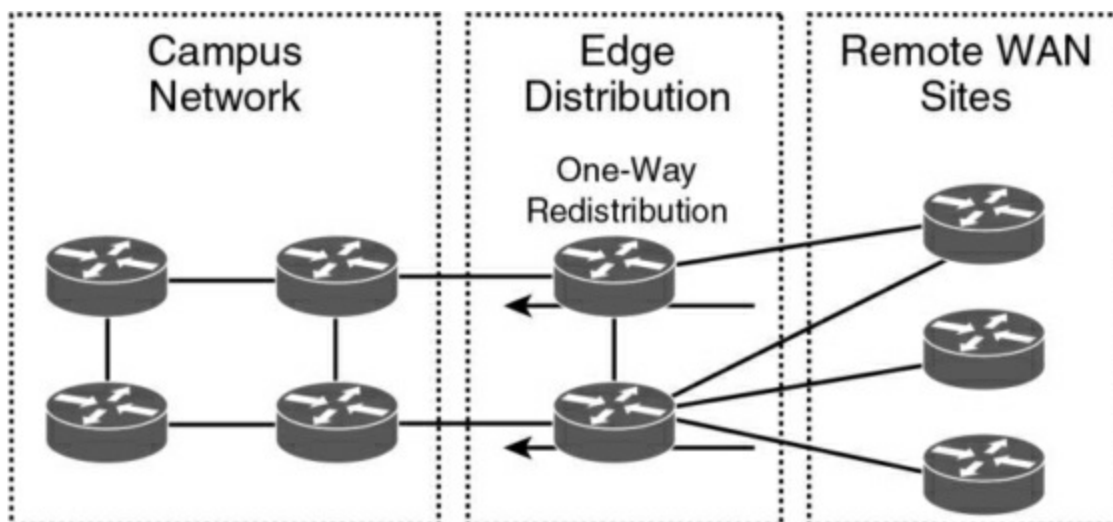 Campus
Network
Edge
Distribution
Remote WAN
Sites
One-Way
Redistribution